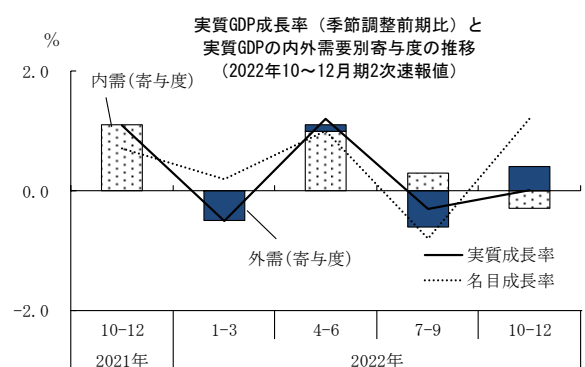 実質GDP成長率（季節調整前期比）と
実質GDPの内外需要別寄与度の推移
（2022年10～12月期2次速報値）
％
2.0
内需(寄与度)
0.0
外需(寄与度)
実質成長率
名目成長率
-2.0
10-12 1-3 4-6 7-9 10-12
2021年 2022年